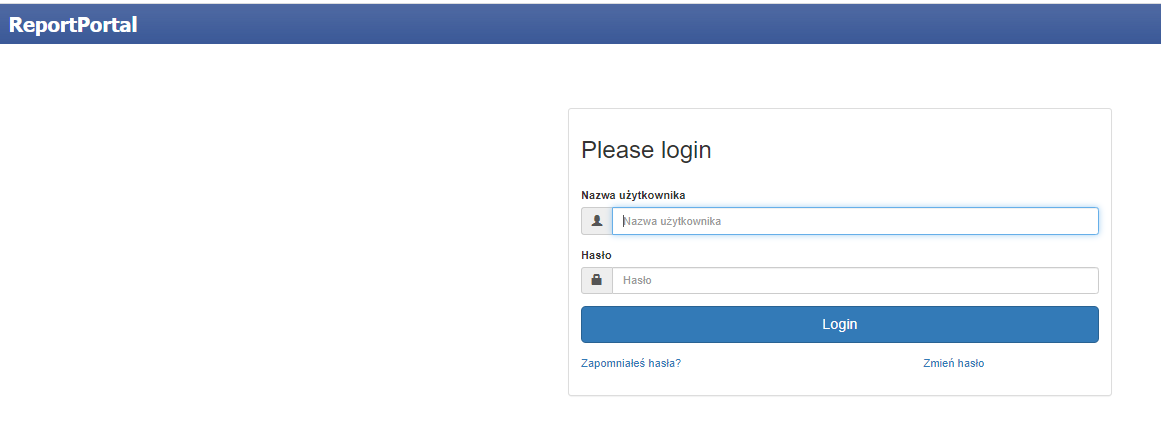 ReportPortal
Please login
Nazwa użytkownika
Nazwa użytkownika
Hasło
Hasło
Login
Zapomniałeś hasła? Zmień hasło